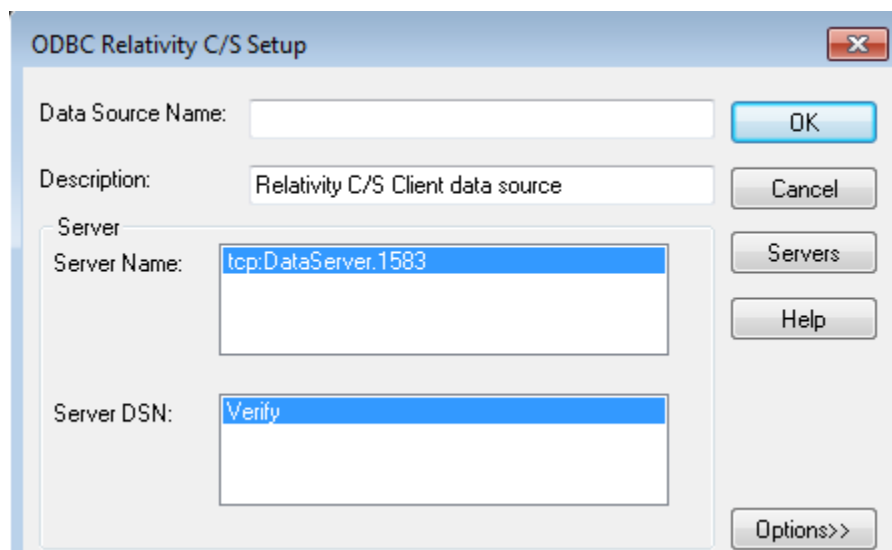 ODBC Relativity C/S Setup
Data Source Name:
OK
Description: Relativity C/S Client data source
Cancel
Server
Server Name: tcp:DataServer.1583
Servers
Help
Server DSN: Verify
Options>>